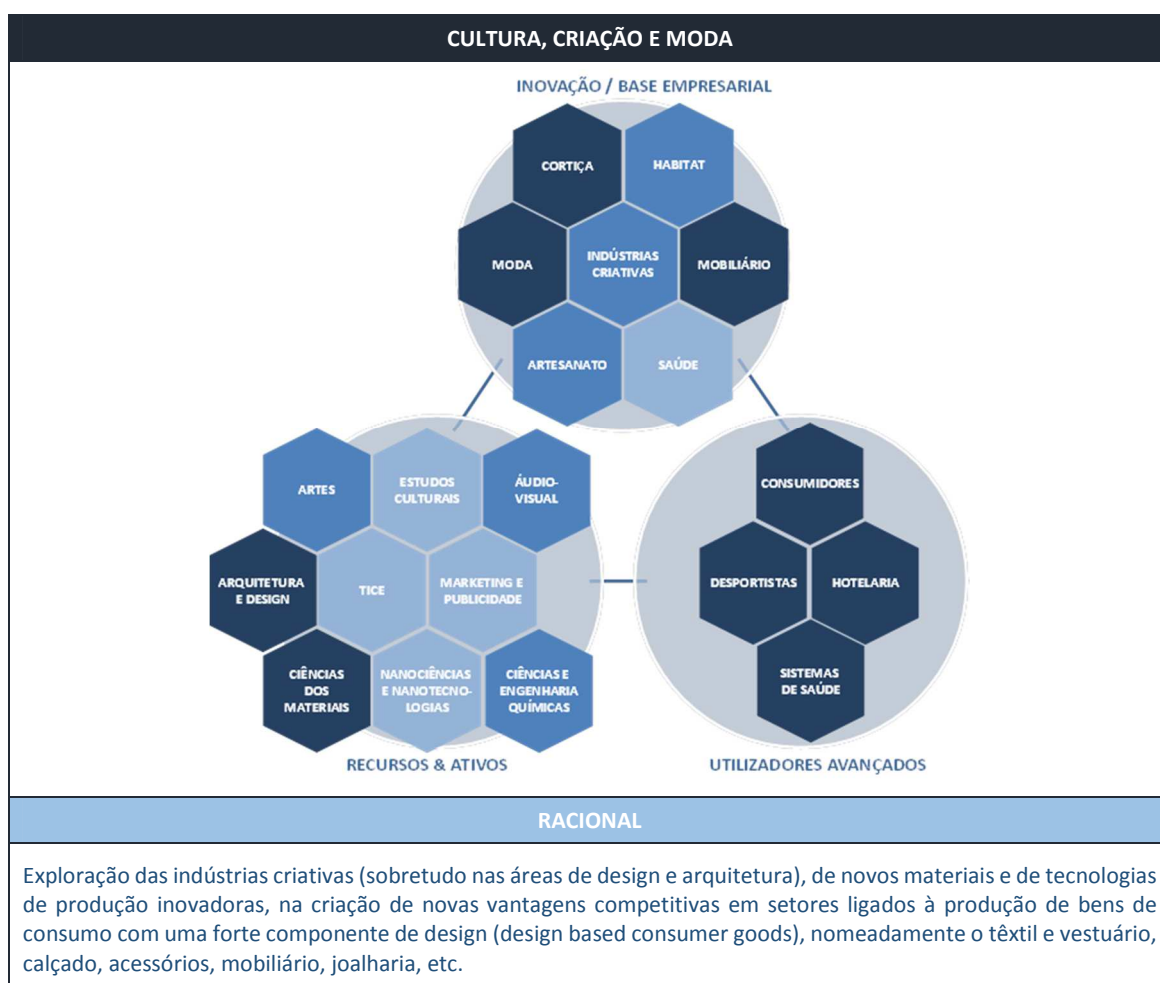 CULTURA, CRIAÇÃO E MODA
INOVAÇÃO / BASE EMPRESARIAL
CORTIÇA
HABITAT
MODA
INDÚSTRIAS
CRIATIVAS
MOBILIÁRIO
ARTESANATO
SAÚDE
ARTES
ESTUDOS
CULTURAIS
ÁUDIO-
VISUAL
ARQUITETURA
E DESIGN
TICE
MARKETING E
PUBLICIDADE
CIÊNCIAS
DOS
MATERIAIS
NANOCIÊNCIAS
E NANOTECNO-
LOGIAS
CIÊNCIAS E
ENGENHARIA
QUÍMICAS
RECURSOS & ATIVOS
CONSUMIDORES
DESPORTISTAS
HOTELARIA
SISTEMAS
DE SAÚDE
UTILIZADORES AVANÇADOS
RACIONAL
Exploração das indústrias criativas (sobretudo nas áreas de design e arquitetura), de novos materiais e de tecnologias
de produção inovadoras, na criação de novas vantagens competitivas em setores ligados à produção de bens de
consumo com uma forte componente de design (design based consumer goods), nomeadamente o têxtil e vestuário,
calçado, acessórios, mobiliário, joalharia, etc.